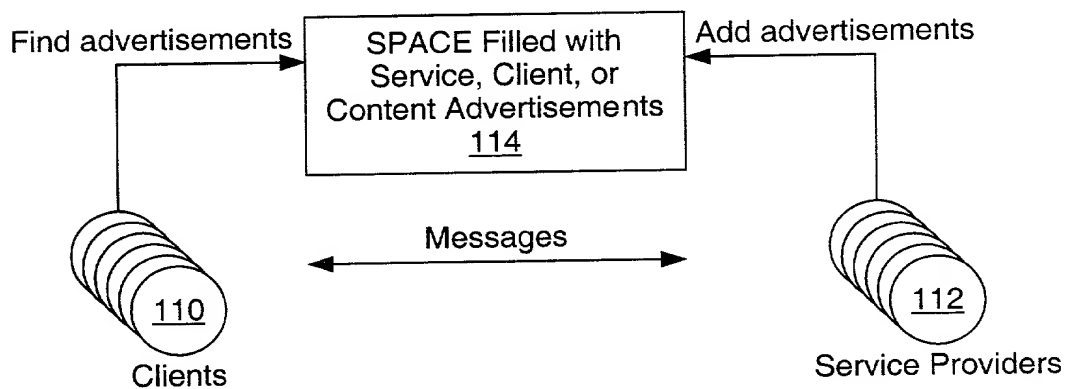 Find advertisements
SPACE Filled with
Service, Client, or
Content Advertisements
114
Add advertisements
Messages
110
Clients
112
Service Providers